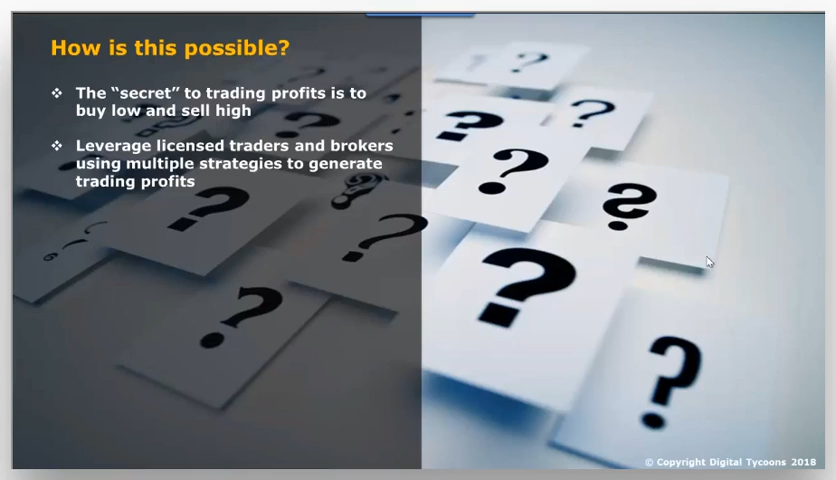 How is this possible?
❖ The “secret” to trading profits is to
buy low and sell high
❖ Leverage licensed traders and brokers
using multiple strategies to generate
trading profits
© Copyright Digital Tycoons 2018